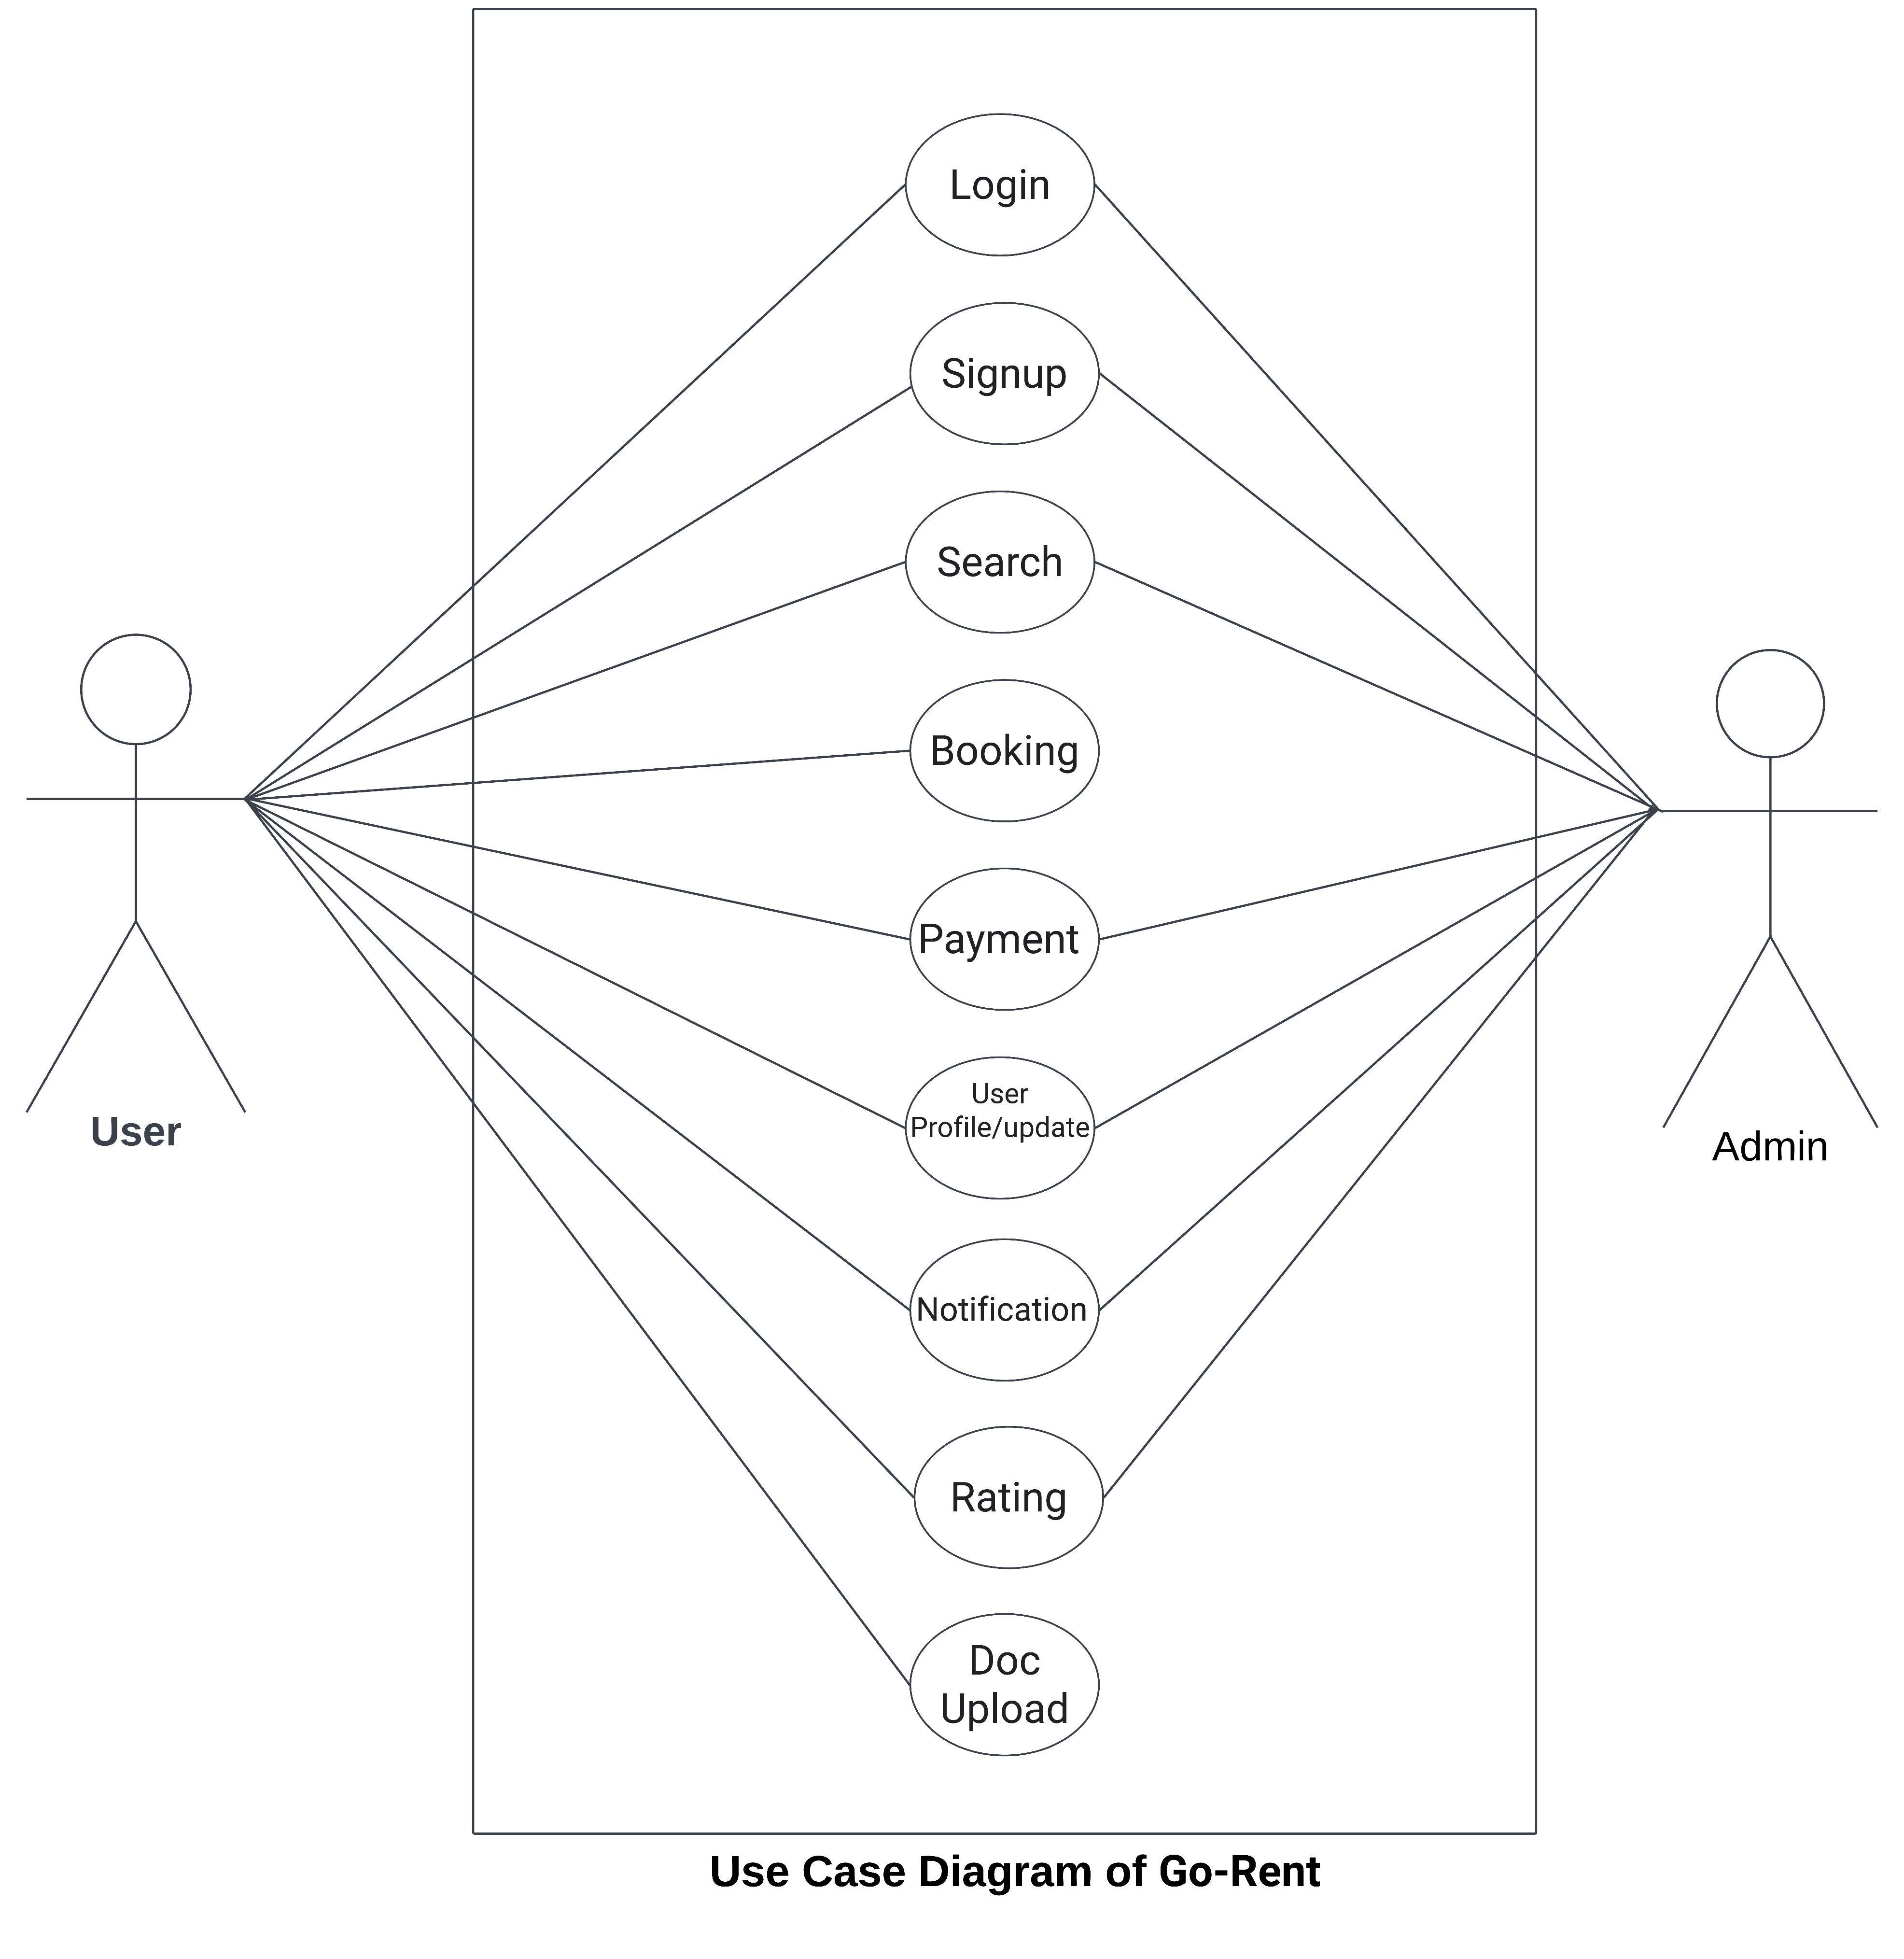 Login
Signup
Search
Booking
Payment
User
Profile/update
User
Admin
Notification
Rating
Doc
Upload
Use Case Diagram of Go-Rent